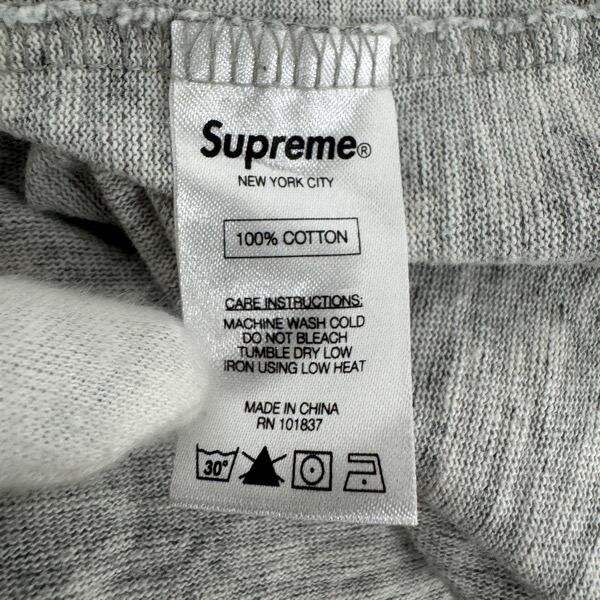 Supreme®
NEW YORK CITY
100% COTTON
CARE INSTRUCTIONS:
MACHINE WASH COLD
DO NOT BLEACH
TUMBLE DRY LOW
IRON USING LOW HEAT
MADE IN CHINA
RN 101837
30°